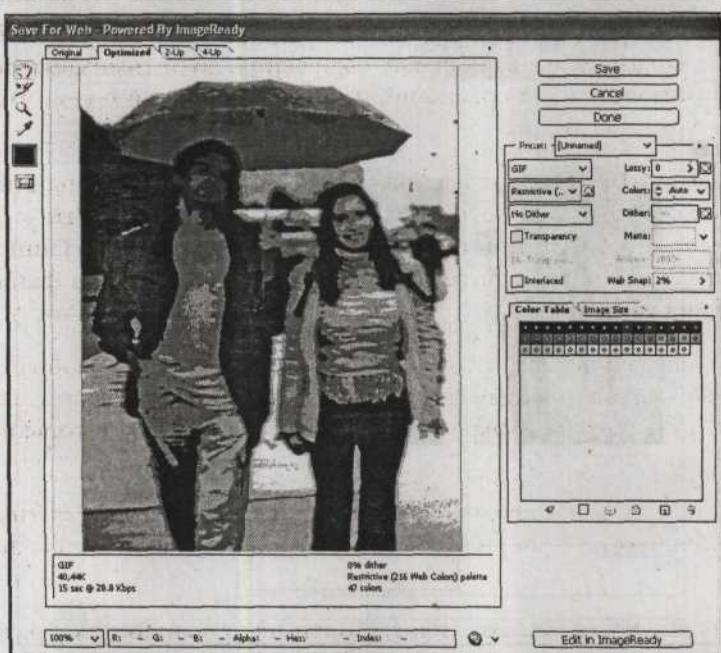 Save For Web - Powered By ImageReady
Original Optimized 2-Up 4-Up
Save
Cancel
Done
Preset: [Unnamed]
GIF Lossy: 0
Restrictive (.. Colors: Auto
No Dither Dither:
Transparency Matte:
Interlaced Web Snap: 2%
Color Table Image Size
GIF
40,44K
15 sec @ 28.8 Kbps
0% dither
Restrictive (216 Web Colors) palette
47 colors
100% R: - G: - B: - Alpha: - Hex: - Index: -
Edit in ImageReady